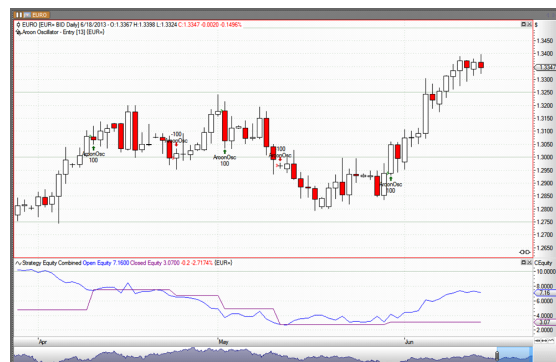 EURO
EURO [EUR= BID Daily] 6/18/2013 - O:1.3367 H:1.3398 L:1.3324 C:1.3347 -0.0020 -0.1496%
Aroon Oscillator - Entry [13] {EUR=}
$
1.3450
1.3400
1.3347
1.3300
1.3250
1.3200
1.3150
1.3100
1.3050
1.3000
1.2950
1.2900
1.2850
1.2800
1.2750
1.2700
1.2650
AroonOsc
100
-100
AroonOsc
AroonOsc
100
-100
AroonOsc
AroonOsc
100
Strategy Equity Combined Open Equity 7.1600 Closed Equity 3.0700 -0.2 -2.7174% {EUR=}
CEquity
10.0000
8.0000
7.16
6.0000
4.0000
3.07
2.0000
Apr May Jun